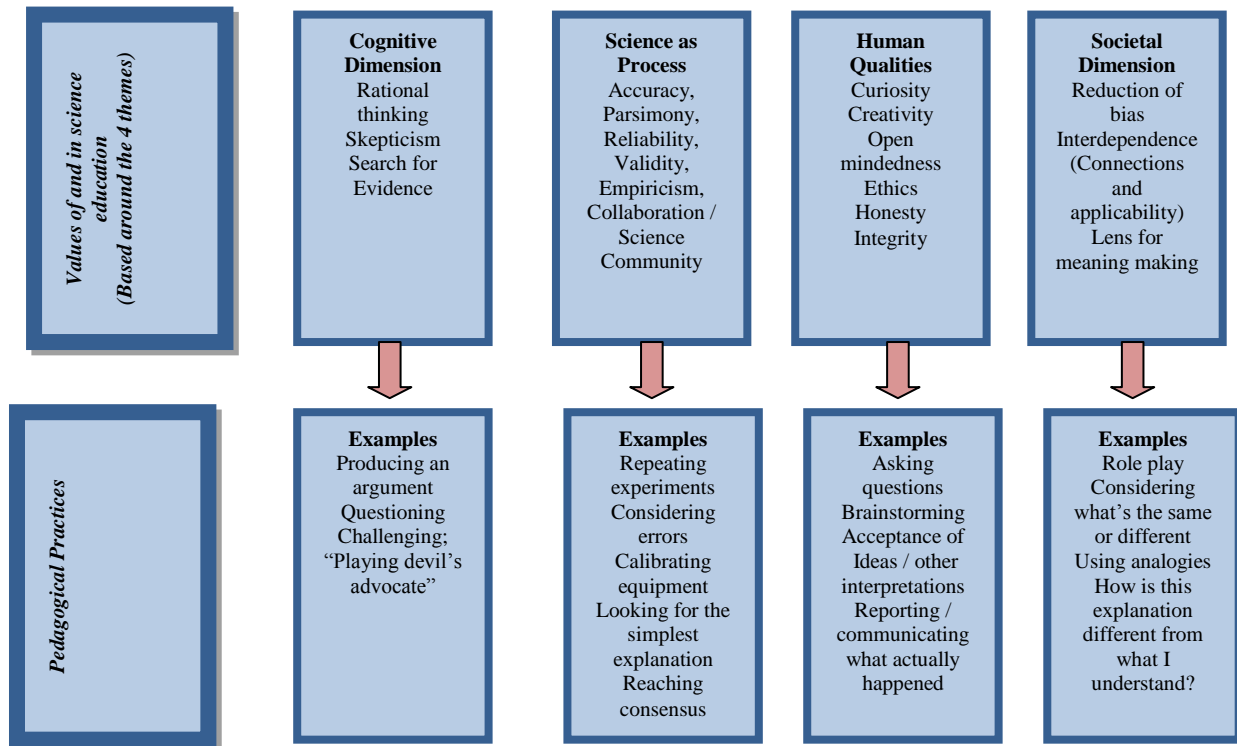 Values of and in science
education
(Based around the 4 themes)
Cognitive
Dimension
Rational
thinking
Skepticism
Search for
Evidence
Science as
Process
Accuracy,
Parsimony,
Reliability,
Validity,
Empiricism,
Collaboration /
Science
Community
Human
Qualities
Curiosity
Creativity
Open
mindedness
Ethics
Honesty
Integrity
Societal
Dimension
Reduction of
bias
Interdependence
(Connections
and
applicability)
Lens for
meaning making
Pedagogical Practices
Examples
Producing an
argument
Questioning
Challenging;
“Playing devil’s
advocate”
Examples
Repeating
experiments
Considering
errors
Calibrating
equipment
Looking for the
simplest
explanation
Reaching
consensus
Examples
Asking
questions
Brainstorming
Acceptance of
Ideas / other
interpretations
Reporting /
communicating
what actually
happened
Examples
Role play
Considering
what’s the same
or different
Using analogies
How is this
explanation
different from
what I
understand?